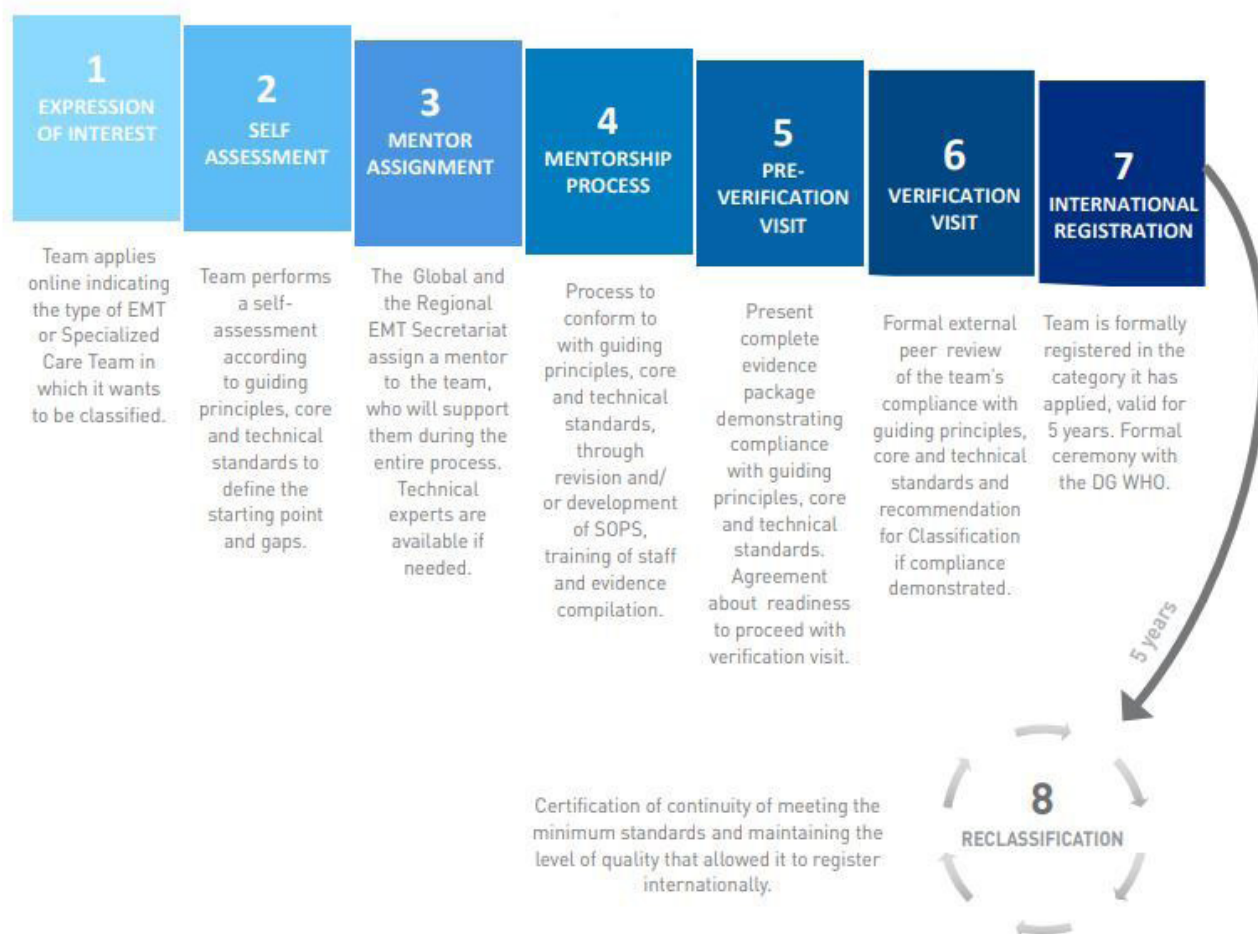 1
EXPRESSION
OF INTEREST
Team applies
online indicating
the type of EMT
or Specialized
Care Team in
which it wants
to be classified.
2
SELF
ASSESSMENT
Team performs
a self-
assessment
according
to guiding
principles, core
and technical
standards to
define the
starting point
and gaps.
3
MENTOR
ASSIGNMENT
The Global and
the Regional
EMT Secretariat
assign a mentor
to the team,
who will support
them during the
entire process.
Technical
experts are
available if
needed.
4
MENTORSHIP
PROCESS
Process to
conform to
with guiding
principles, core
and technical
standards,
through
revision and/
or development
of SOPS,
training of staff
and evidence
compilation.
5
PRE-
VERIFICATION
VISIT
Present
complete
evidence
package
demonstrating
compliance
with guiding
principles, core
and technical
standards.
Agreement
about readiness
to proceed with
verification visit.
6
VERIFICATION
VISIT
Formal external
peer review
of the team's
compliance with
guiding principles,
core and technical
standards and
recommendation
for Classification
if compliance
demonstrated.
7
INTERNATIONAL
REGISTRATION
Team is formally
registered in the
category it has
applied, valid for
5 years. Formal
ceremony with
the DG WHO.
5 years
8
RECLASSIFICATION
Certification of continuity of meeting the
minimum standards and maintaining the
level of quality that allowed it to register
internationally.